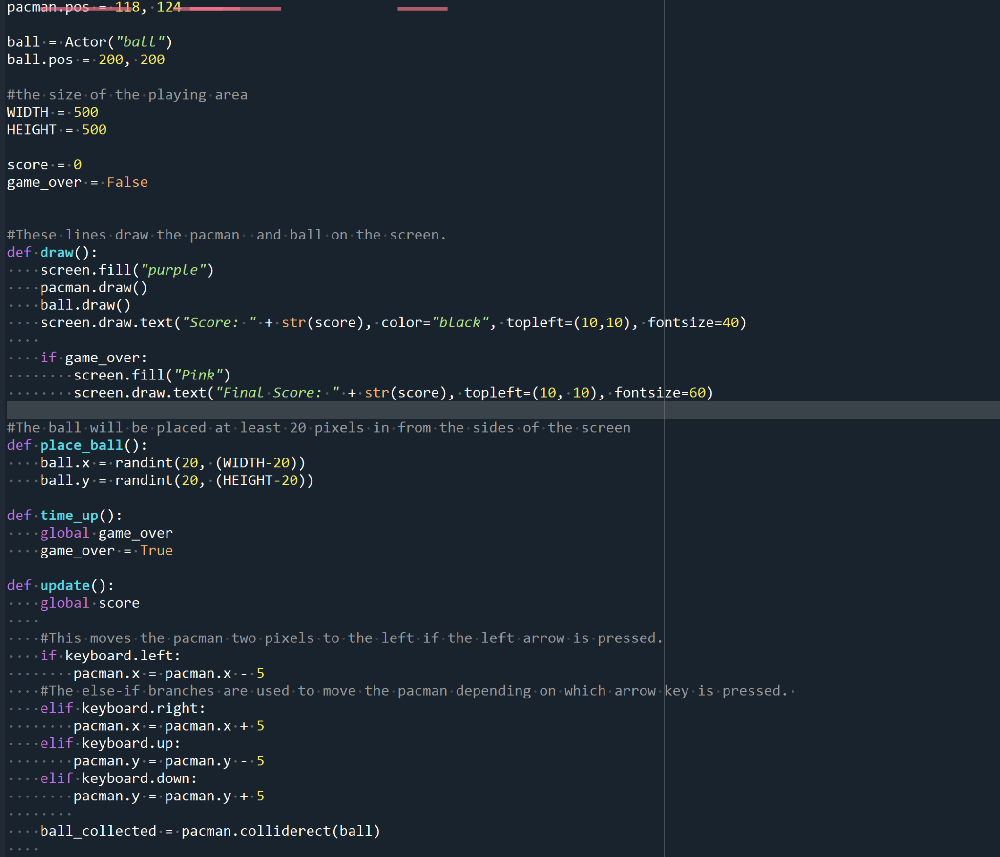 pacman.pos = 118, 124
ball = Actor("ball")
ball.pos = 200, 200
#the size of the playing area
WIDTH = 500
HEIGHT = 500
score = 0
game_over = False
#These lines draw the pacman  and ball on the screen.
def draw():
    screen.fill("purple")
    pacman.draw()
    ball.draw()
    screen.draw.text("Score: " + str(score), color="black", topleft=(10,10), fontsize=40)
    if game_over:
        screen.fill("Pink")
        screen.draw.text("Final Score: " + str(score), topleft=(10, 10), fontsize=60)
#The ball will be placed at least 20 pixels in from the sides of the screen
def place_ball():
    ball.x = randint(20, (WIDTH-20))
    ball.y = randint(20, (HEIGHT-20))
def time_up():
    global game_over
    game_over = True
def update():
    global score
    #This moves the pacman two pixels to the left if the left arrow is pressed.
    if keyboard.left:
        pacman.x = pacman.x - 5
    #The else-if branches are used to move the pacman depending on which arrow key is pressed.
    elif keyboard.right:
        pacman.x = pacman.x + 5
    elif keyboard.up:
        pacman.y = pacman.y - 5
    elif keyboard.down:
        pacman.y = pacman.y + 5
    ball_collected = pacman.colliderect(ball)